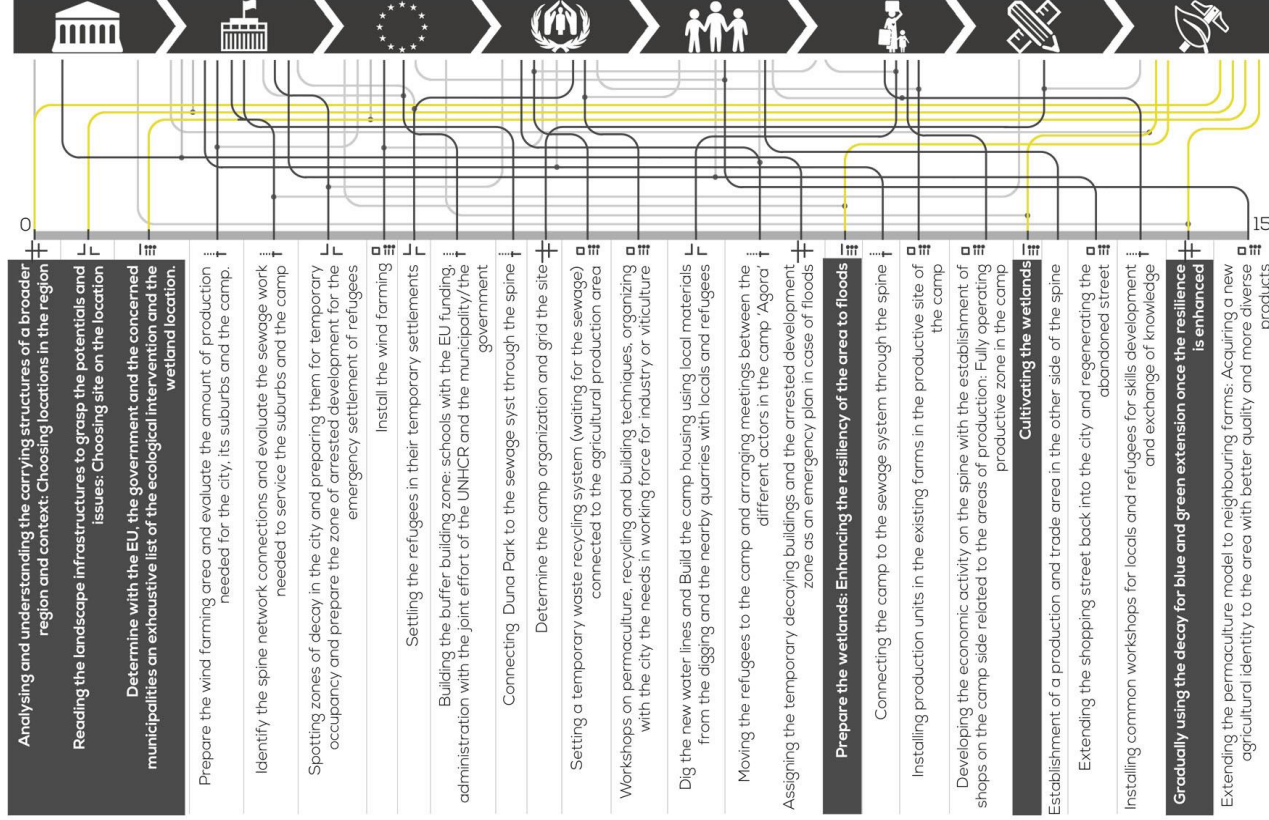 0
15
Analysing and understanding the carrying structures of a broader
region and context: Choosing locations in the region
Reading the landscape infrastructures to grasp the potentials and
issues: Choosing site on the location
Determine with the EU, the government and the concerned
municipalities an exhaustive list of the ecological intervention and the
wetland location.
Prepare the wind farming area and evaluate the amount of production
needed for the city, its suburbs and the camp.
Identify the spine network connections and evaluate the sewage work
needed to service the suburbs and the camp
Spotting zones of decay in the city and preparing them for temporary
occupancy and prepare the zone of arrested development for the
emergency settlement of refugees
Install the wind farming
Settling the refugees in their temporary settlements
Building the buffer building zone: schools with the EU funding,
administration with the joint effort of the UNHCR and the municipality/the
government
Connecting Duna Park to the sewage syst through the spine
Determine the camp organization and grid the site
Setting a temporary waste recycling system (waiting for the sewage)
connected to the agricultural production area
Workshops on permaculture, recycling and building techniques, organizing
with the city the needs in working force for industry or viticulture
Dig the new water lines and Build the camp housing using local materials
from the digging and the nearby quarries with locals and refugees
Moving the refugees to the camp and arranging meetings between the
different actors in the camp ‘Agora’
Assigning the temporary decaying buildings and the arrested development
zone as an emergency plan in case of floods
Prepare the wetlands: Enhancing the resiliency of the area to floods
Connecting the camp to the sewage system through the spine
Installing production units in the existing farms in the productive site of
the camp
Developing the economic activity on the spine with the establishment of
shops on the camp side related to the areas of production: Fully operating
productive zone in the camp
Cultivating the wetlands
Establishment of a production and trade area in the other side of the spine
Extending the shopping street back into the city and regenerating the
abandoned street
Installing common workshops for locals and refugees for skills development
and exchange of knowledge
Gradually using the decay for blue and green extension once the resilience
is enhanced
Extending the permaculture model to neighbouring farms: Acquiring a new
agricultural identity to the area with better quality and more diverse
products